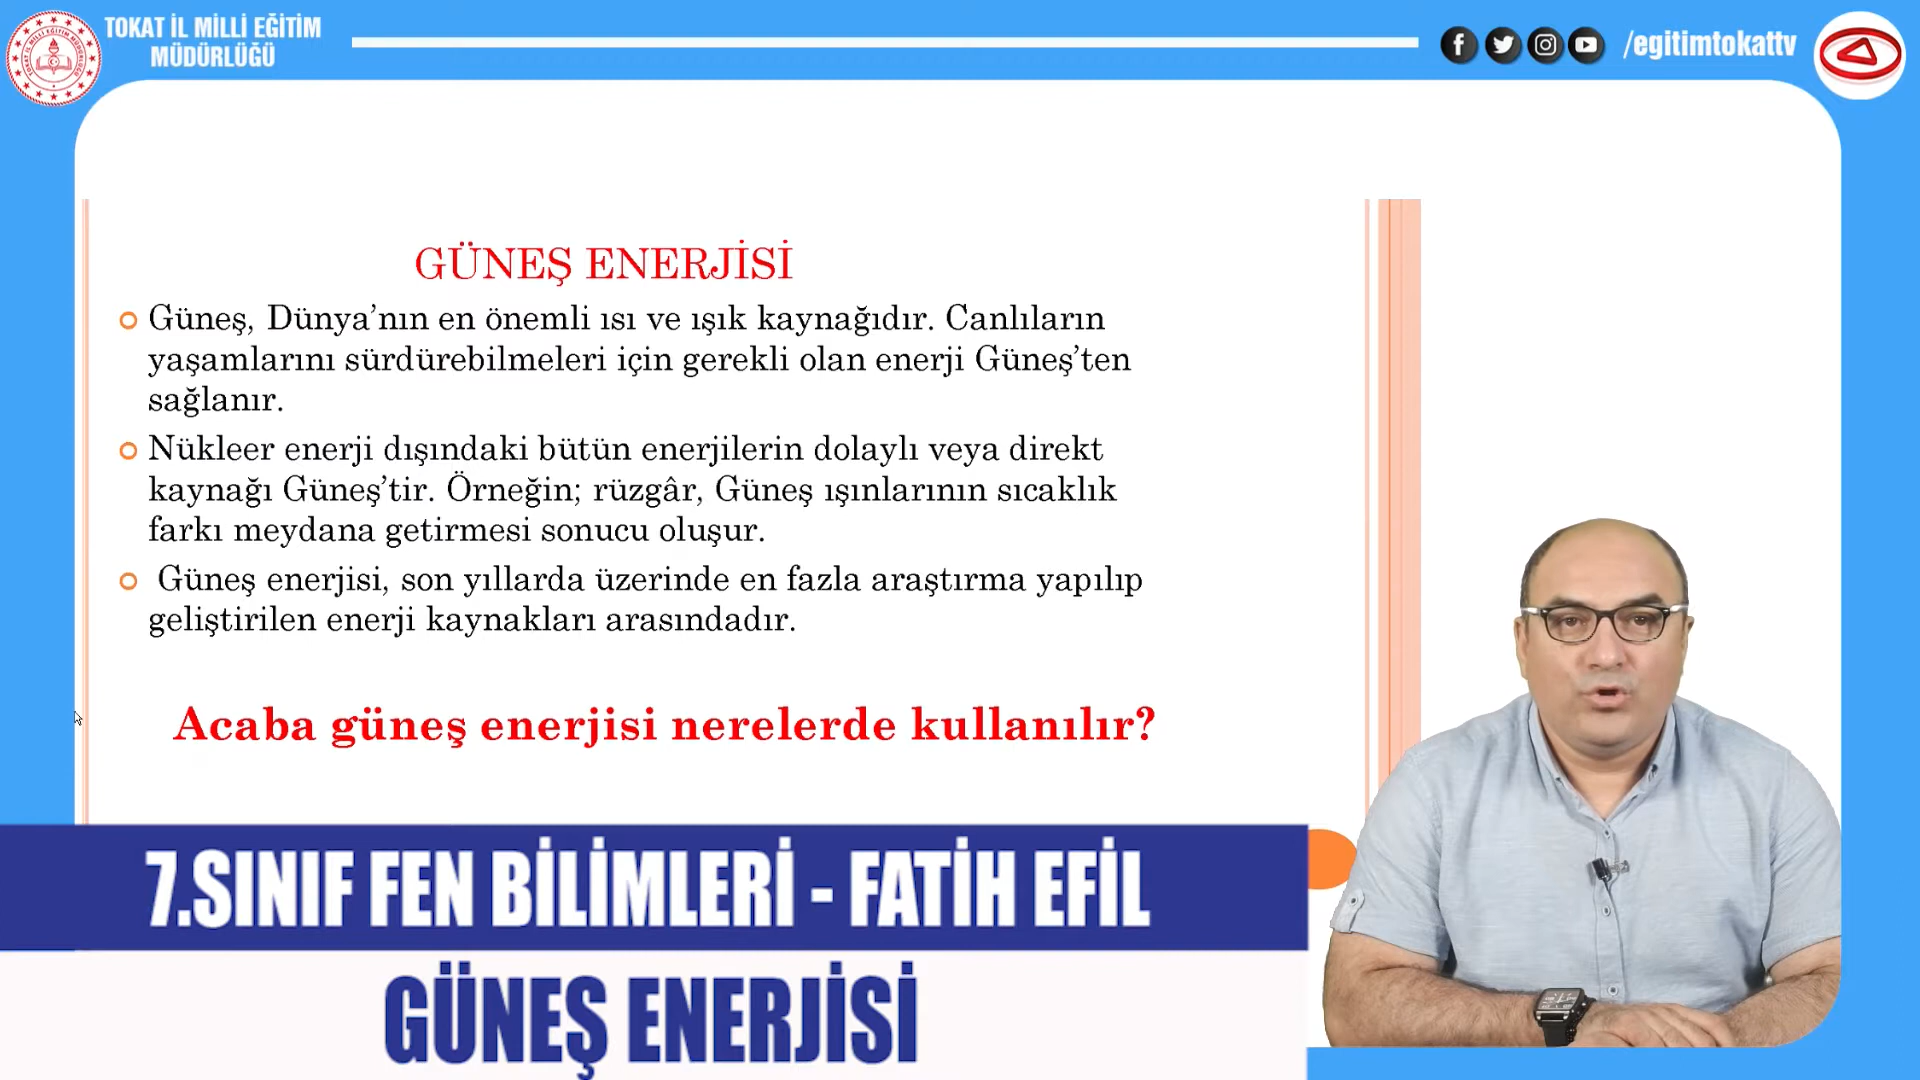 TOKAT İL MİLLİ EĞİTİM
MÜDÜRLÜĞÜ
/egitimtokattv
GÜNEŞ ENERJİSİ
Güneş, Dünya’nın en önemli ısı ve ışık kaynağıdır. Canlıların
yaşamlarını sürdürebilmeleri için gerekli olan enerji Güneş’ten
sağlanır.
Nükleer enerji dışındaki bütün enerjilerin dolaylı veya direkt
kaynağı Güneş’tir. Örneğin; rüzgâr, Güneş ışınlarının sıcaklık
farkı meydana getirmesi sonucu oluşur.
Güneş enerjisi, son yıllarda üzerinde en fazla araştırma yapılıp
geliştirilen enerji kaynakları arasındadır.
Acaba güneş enerjisi nerelerde kullanılır?
7.SINIF FEN BİLİMLERİ - FATİH EFİL
GÜNEŞ ENERJİSİ